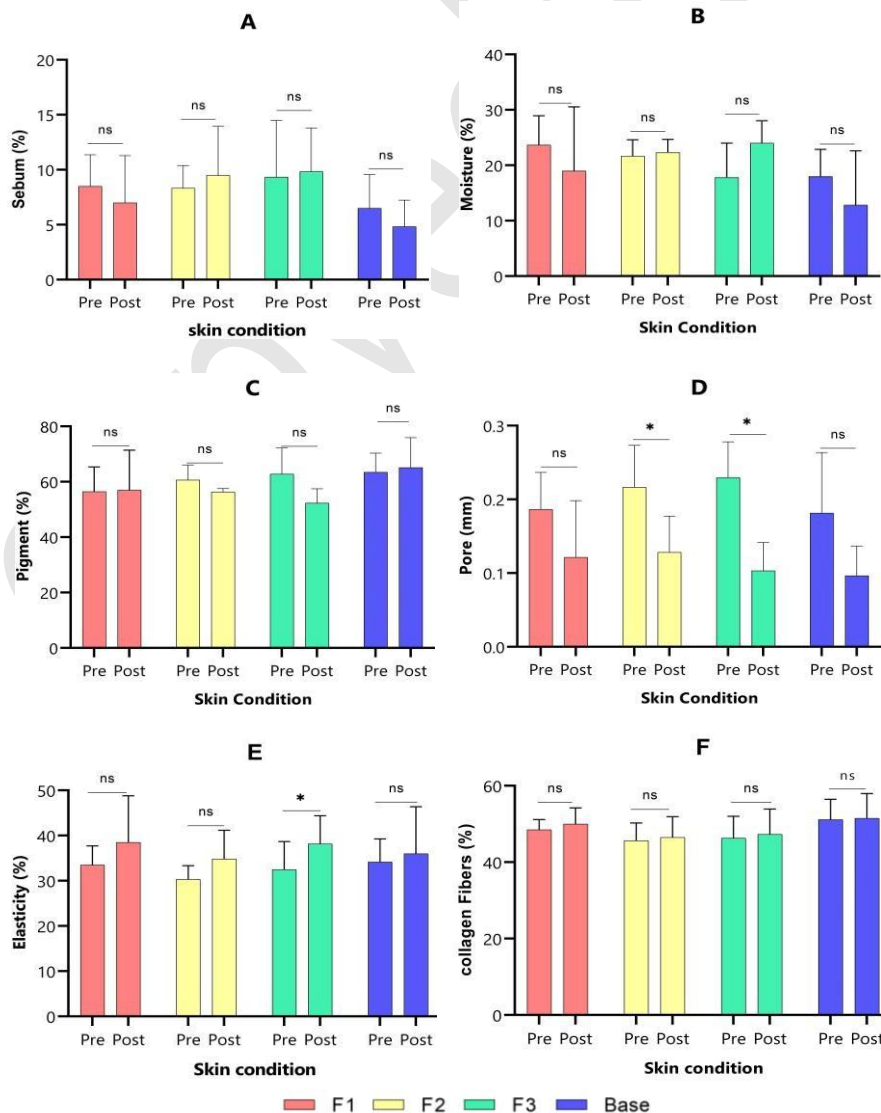 A
20
15
10
5
0
Sebum (%)
ns
ns
ns
ns
Pre Post Pre Post Pre Post Pre Post
skin condition
B
40
30
20
10
0
Moisture (%)
ns
ns
ns
ns
Pre Post Pre Post Pre Post Pre Post
Skin Condition
C
80
60
40
20
0
Pigment (%)
ns
ns
ns
ns
Pre Post Pre Post Pre Post Pre Post
Skin Condition
D
0.3
0.2
0.1
0.0
Pore (mm)
ns
*
*
ns
Pre Post Pre Post Pre Post Pre Post
Skin Condition
E
50
40
30
20
10
0
Elasticity (%)
ns
ns
*
ns
Pre Post Pre Post Pre Post Pre Post
Skin condition
F
60
40
20
0
collagen Fibers (%)
ns
ns
ns
ns
Pre Post Pre Post Pre Post Pre Post
Skin condition
F1 F2 F3 Base